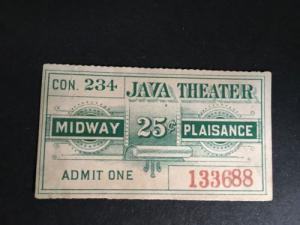 CON. 234 JAVA THEATER
MIDWAY 25¢ PLAISANCE
ADMIT ONE 133688